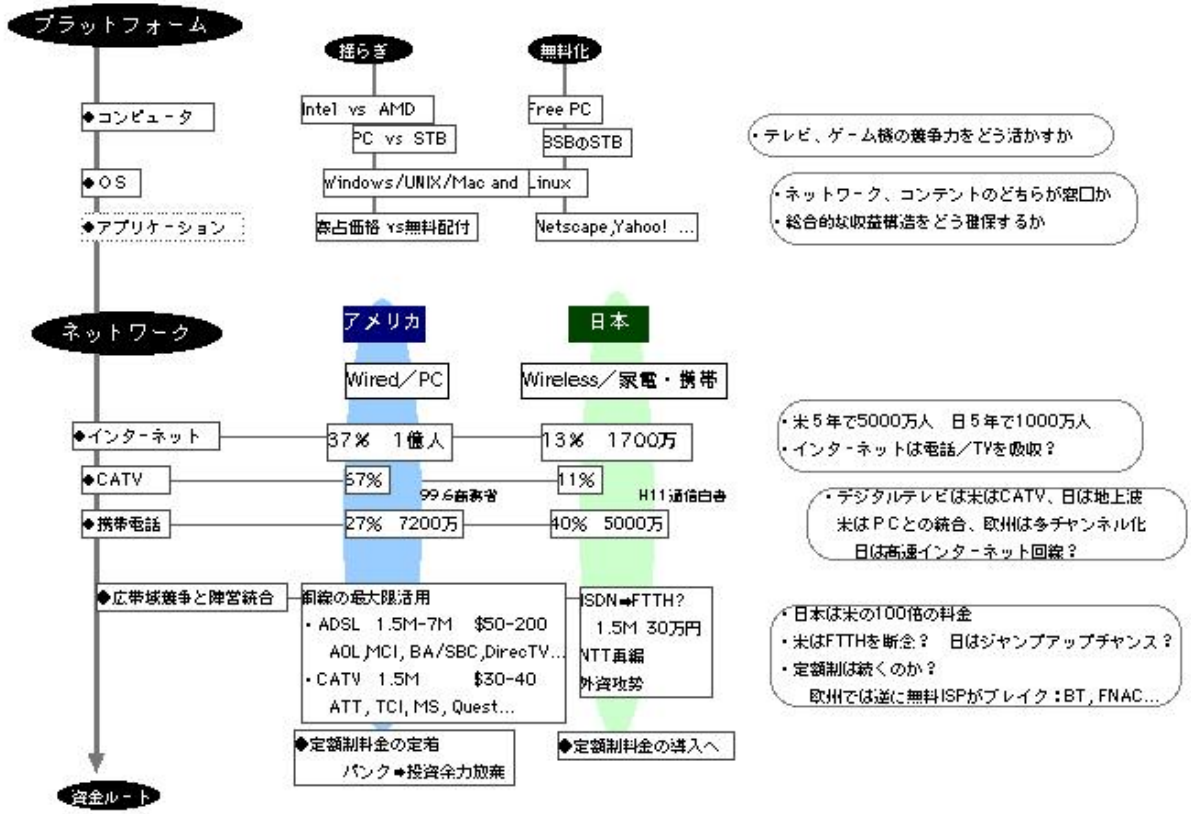 プラットフォーム
揺らぎ
無料化
◆コンピュータ
Intel vs AMD
Free PC
PC vs STB
BSBのSTB
・テレビ、ゲーム機の競争力をどう活かすか
◆OS
Windows/UNIX/Mac and Linux
・ネットワーク、コンテントのどちらが窓口か
・総合的な収益構造をどう確保するか
◆アプリケーション
寡占価格 vs無料配付
Netscape,Yahoo! ...
ネットワーク
アメリカ
日本
Wired／PC
Wireless／家電・携帯
◆インターネット
37% 1億人
13% 1700万
・米５年で5000万人 日５年で1000万人
・インターネットは電話／TVを吸収？
◆CATV
67%
11%
99.6商務省
H11通信白書
◆携帯電話
27% 7200万
40% 5000万
・デジタルテレビは米はCATV、日は地上波
米はＰＣとの統合、欧州は多チャンネル化
日は高速インターネット回線？
◆広帯域競争と陣営統合
銅線の最大限活用
・ADSL 1.5M-7M $50-200
AOL,MCI, BA/SBC,DirecTV...
・CATV 1.5M $30-40
ATT, TCI, MS, Quest...
ISDN➡FTTH?
1.5M 30万円
NTT再編
外資攻勢
・日本は米の100倍の料金
・米はFTTHを断念？ 日はジャンプアップチャンス？
・定額制は続くのか？
欧州では逆に無料ISPがブレイク：BT, FNAC...
◆定額制料金の定着
パンク➡投資余力放棄
◆定額制料金の導入へ
資金ルート